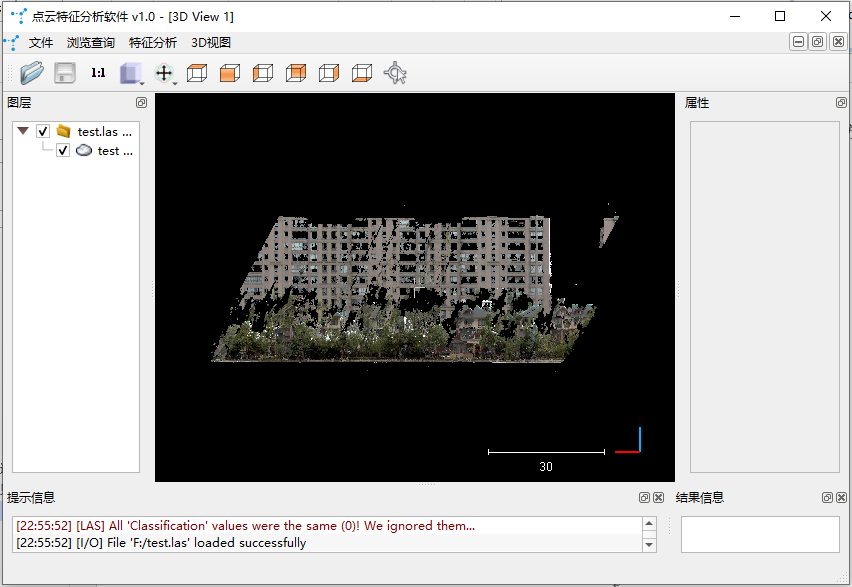 点云特征分析软件 v1.0 - [3D View 1]
文件 浏览查询 特征分析 3D视图
1:1
图层
属性
test.las ...
test ...
30
提示信息
结果信息
[22:55:52] [LAS] All 'Classification' values were the same (0)! We ignored them...
[22:55:52] [I/O] File 'F:/test.las' loaded successfully